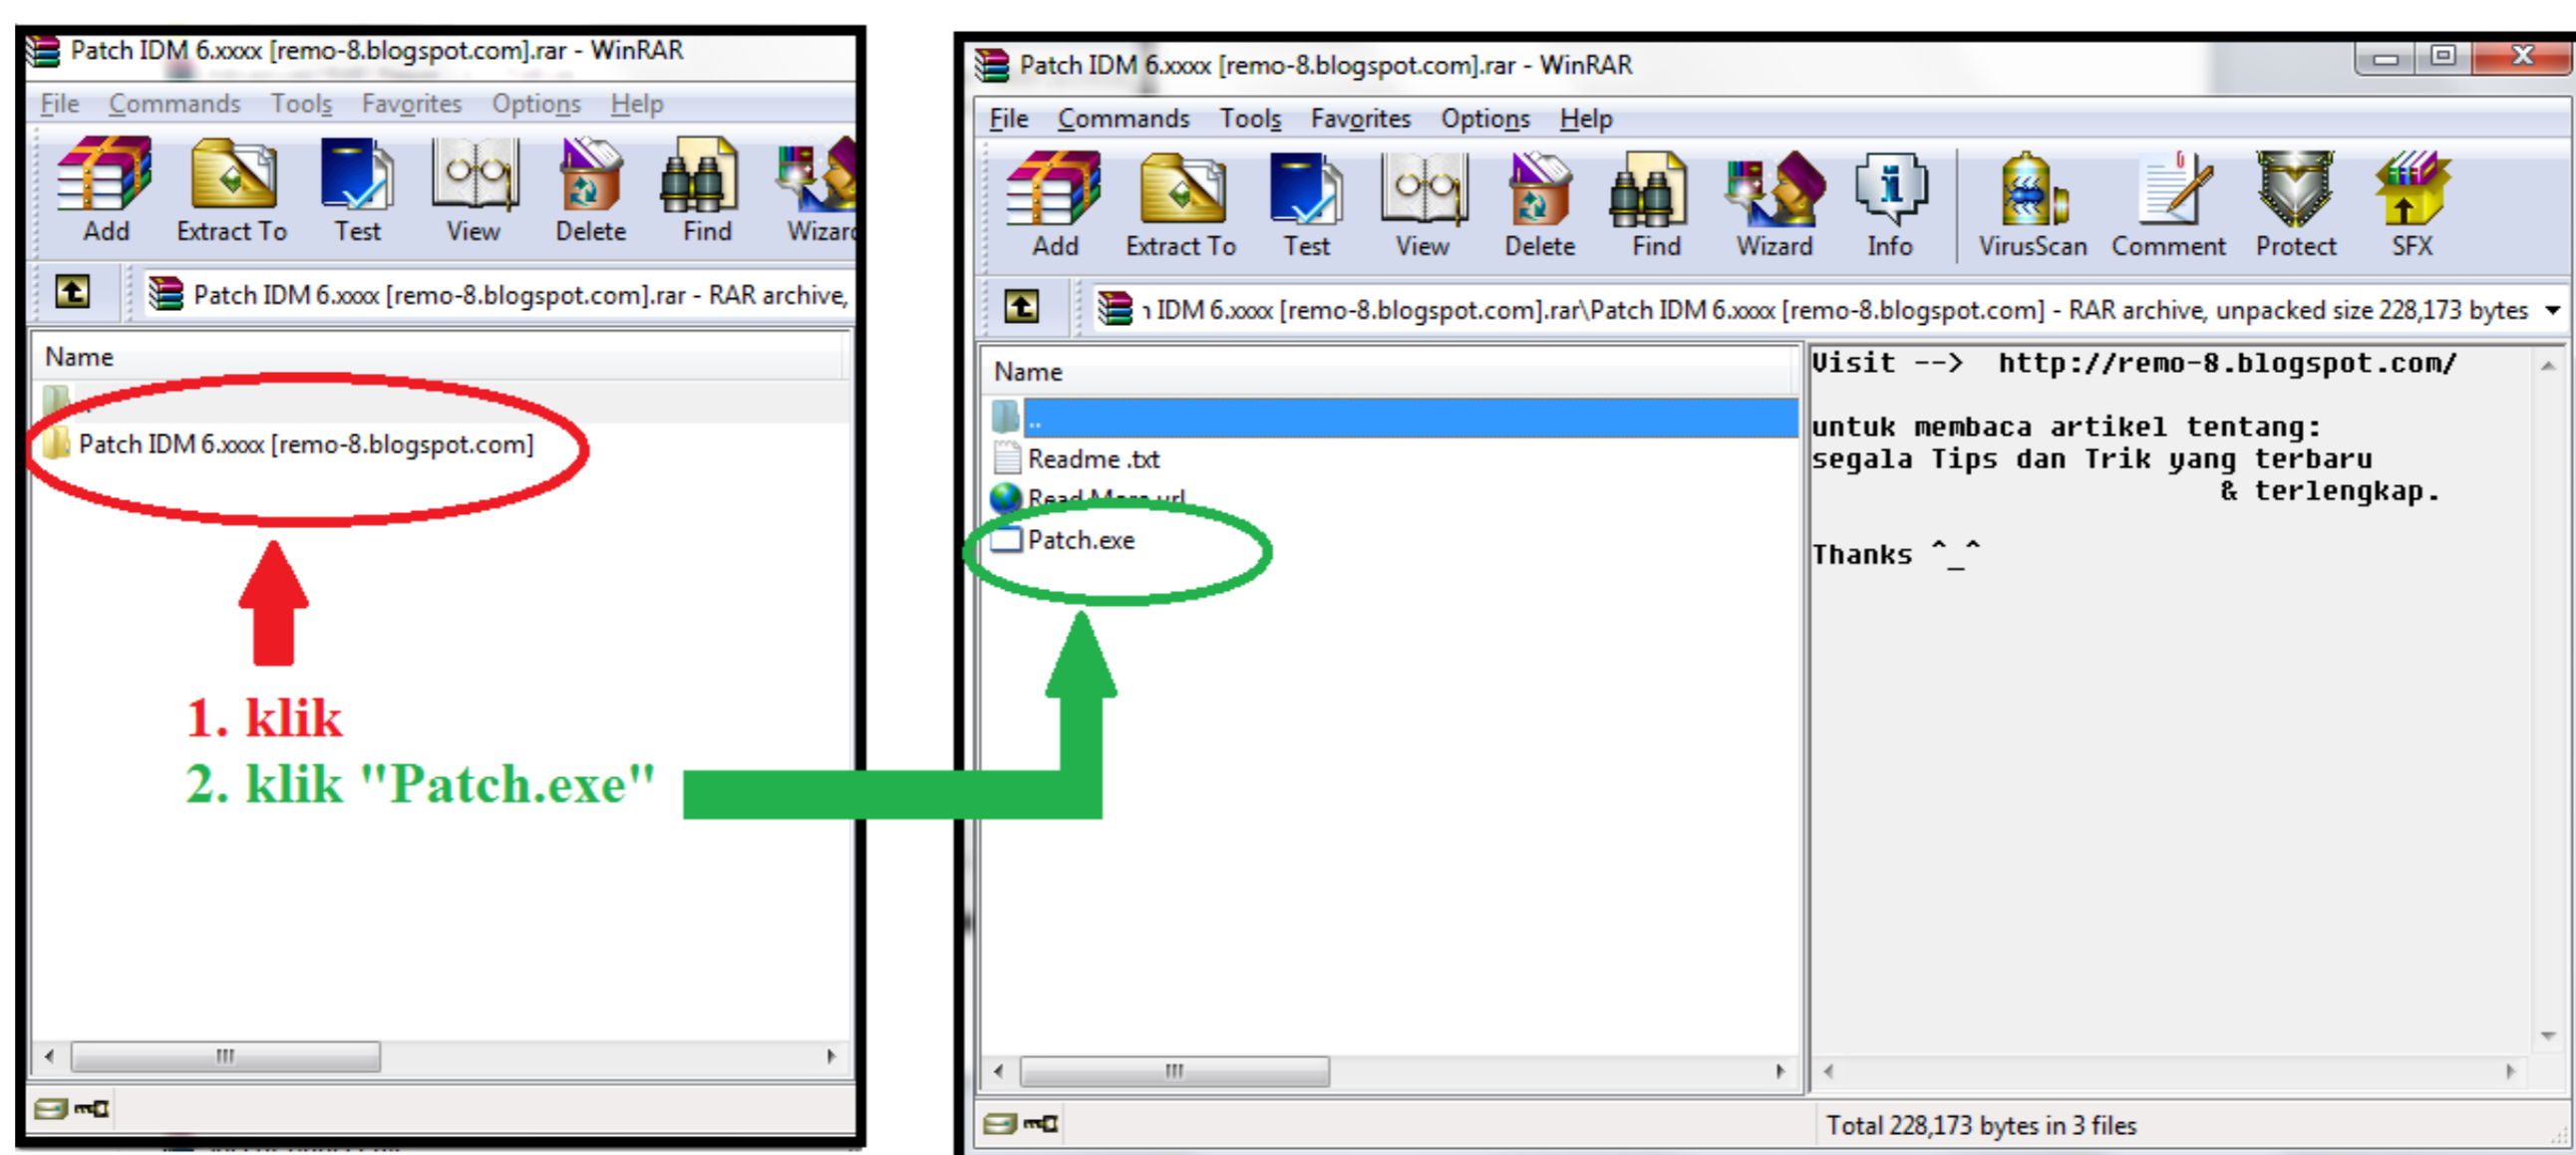 Patch IDM 6.xxxx [remo-8.blogspot.com].rar - WinRAR
File Commands Tools Favorites Options Help
Add Extract To Test View Delete Find Wizard
Patch IDM 6.xxxx [remo-8.blogspot.com].rar - RAR archive,
Name
..
Patch IDM 6.xxxx [remo-8.blogspot.com]
1. klik
2. klik "Patch.exe"
Patch IDM 6.xxxx [remo-8.blogspot.com].rar - WinRAR
File Commands Tools Favorites Options Help
Add Extract To Test View Delete Find Wizard Info VirusScan Comment Protect SFX
IDM 6.xxxx [remo-8.blogspot.com].rar\Patch IDM 6.xxxx [remo-8.blogspot.com] - RAR archive, unpacked size 228,173 bytes
Name
..
Readme .txt
Read More.url
Patch.exe
Visit --> http://remo-8.blogspot.com/
untuk membaca artikel tentang:
segala Tips dan Trik yang terbaru
& terlengkap.
Thanks ^_^
Total 228,173 bytes in 3 files